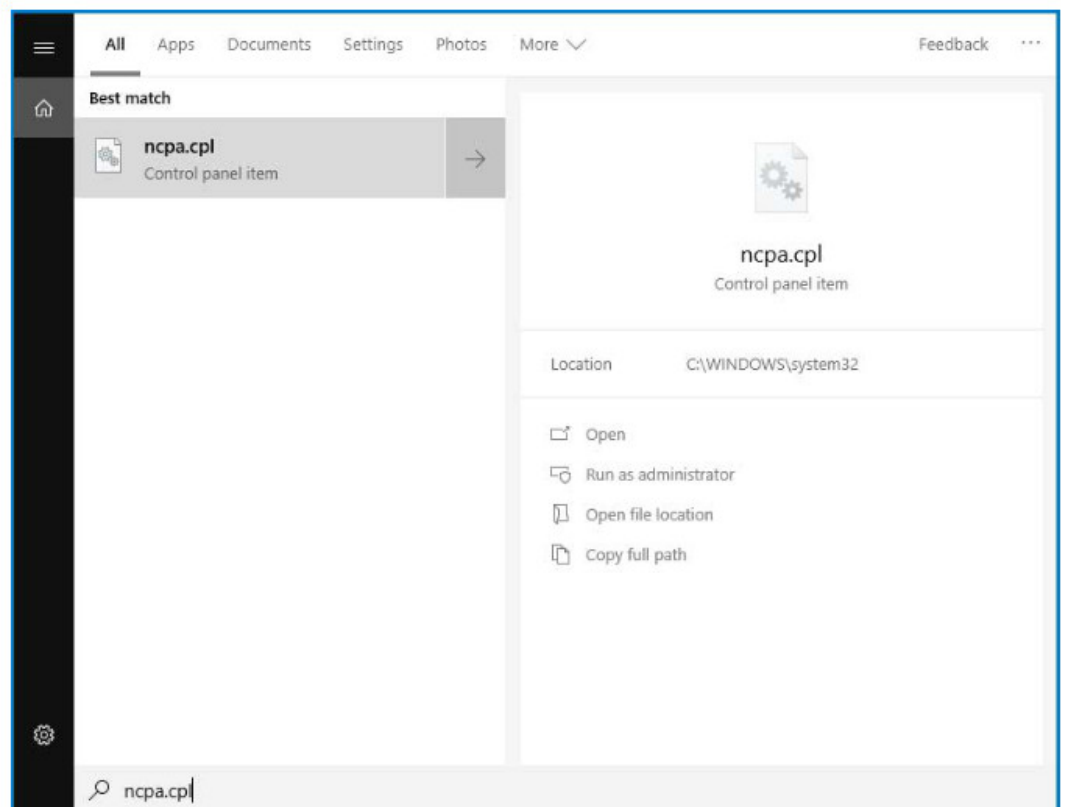 All Apps Documents Settings Photos More Feedback ...
Best match
ncpa.cpl
Control panel item
ncpa.cpl
Control panel item
Location C:\WINDOWS\system32
Open
Run as administrator
Open file location
Copy full path
ncpa.cpl